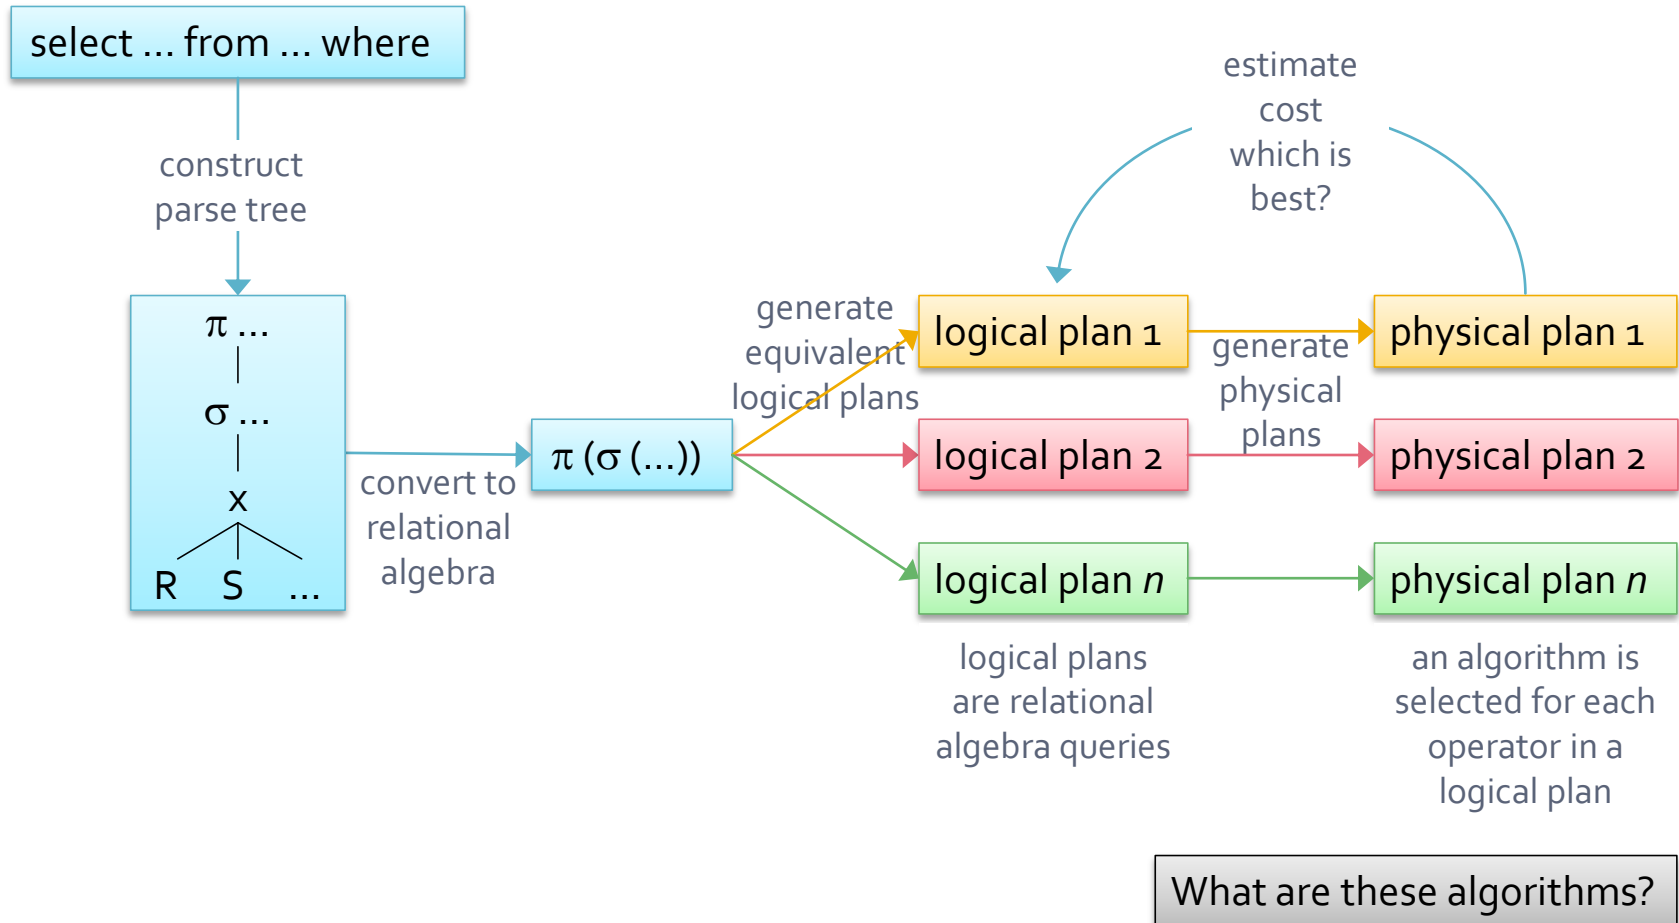 select ... from ... where
construct
parse tree
π ...
σ ...
x
R S ...
convert to
relational
algebra
π (σ (...))
generate
equivalent
logical plans
logical plan 1
logical plan 2
logical plan n
logical plans
are relational
algebra queries
generate
physical
plans
estimate
cost
which is
best?
physical plan 1
physical plan 2
physical plan n
an algorithm is
selected for each
operator in a
logical plan
What are these algorithms?